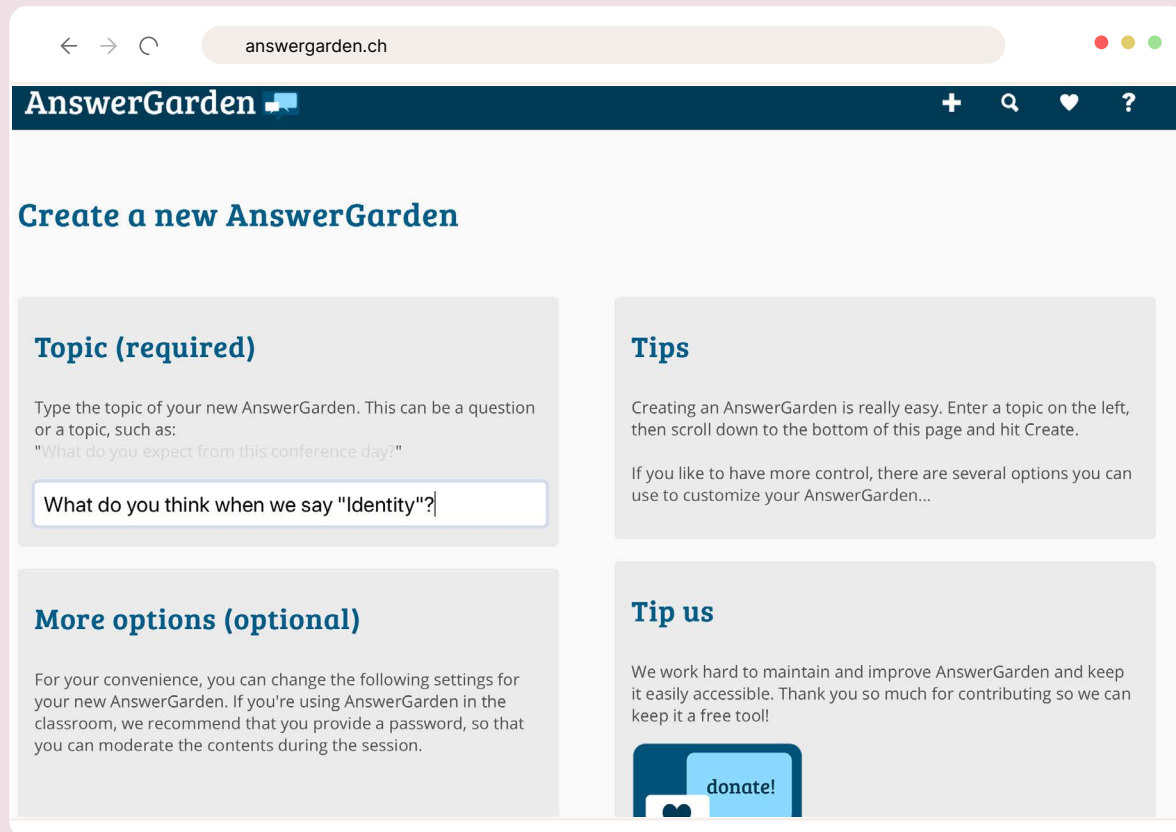 answergarden.ch
AnswerGarden
Create a new AnswerGarden
Topic (required)
Type the topic of your new AnswerGarden. This can be a question
or a topic, such as:
"What do you expect from this conference day?"
What do you think when we say "Identity"?
More options (optional)
For your convenience, you can change the following settings for
your new AnswerGarden. If you're using AnswerGarden in the
classroom, we recommend that you provide a password, so that
you can moderate the contents during the session.
Tips
Creating an AnswerGarden is really easy. Enter a topic on the left,
then scroll down to the bottom of this page and hit Create.
If you like to have more control, there are several options you can
use to customize your AnswerGarden...
Tip us
We work hard to maintain and improve AnswerGarden and keep
it easily accessible. Thank you so much for contributing so we can
keep it a free tool!
donate!